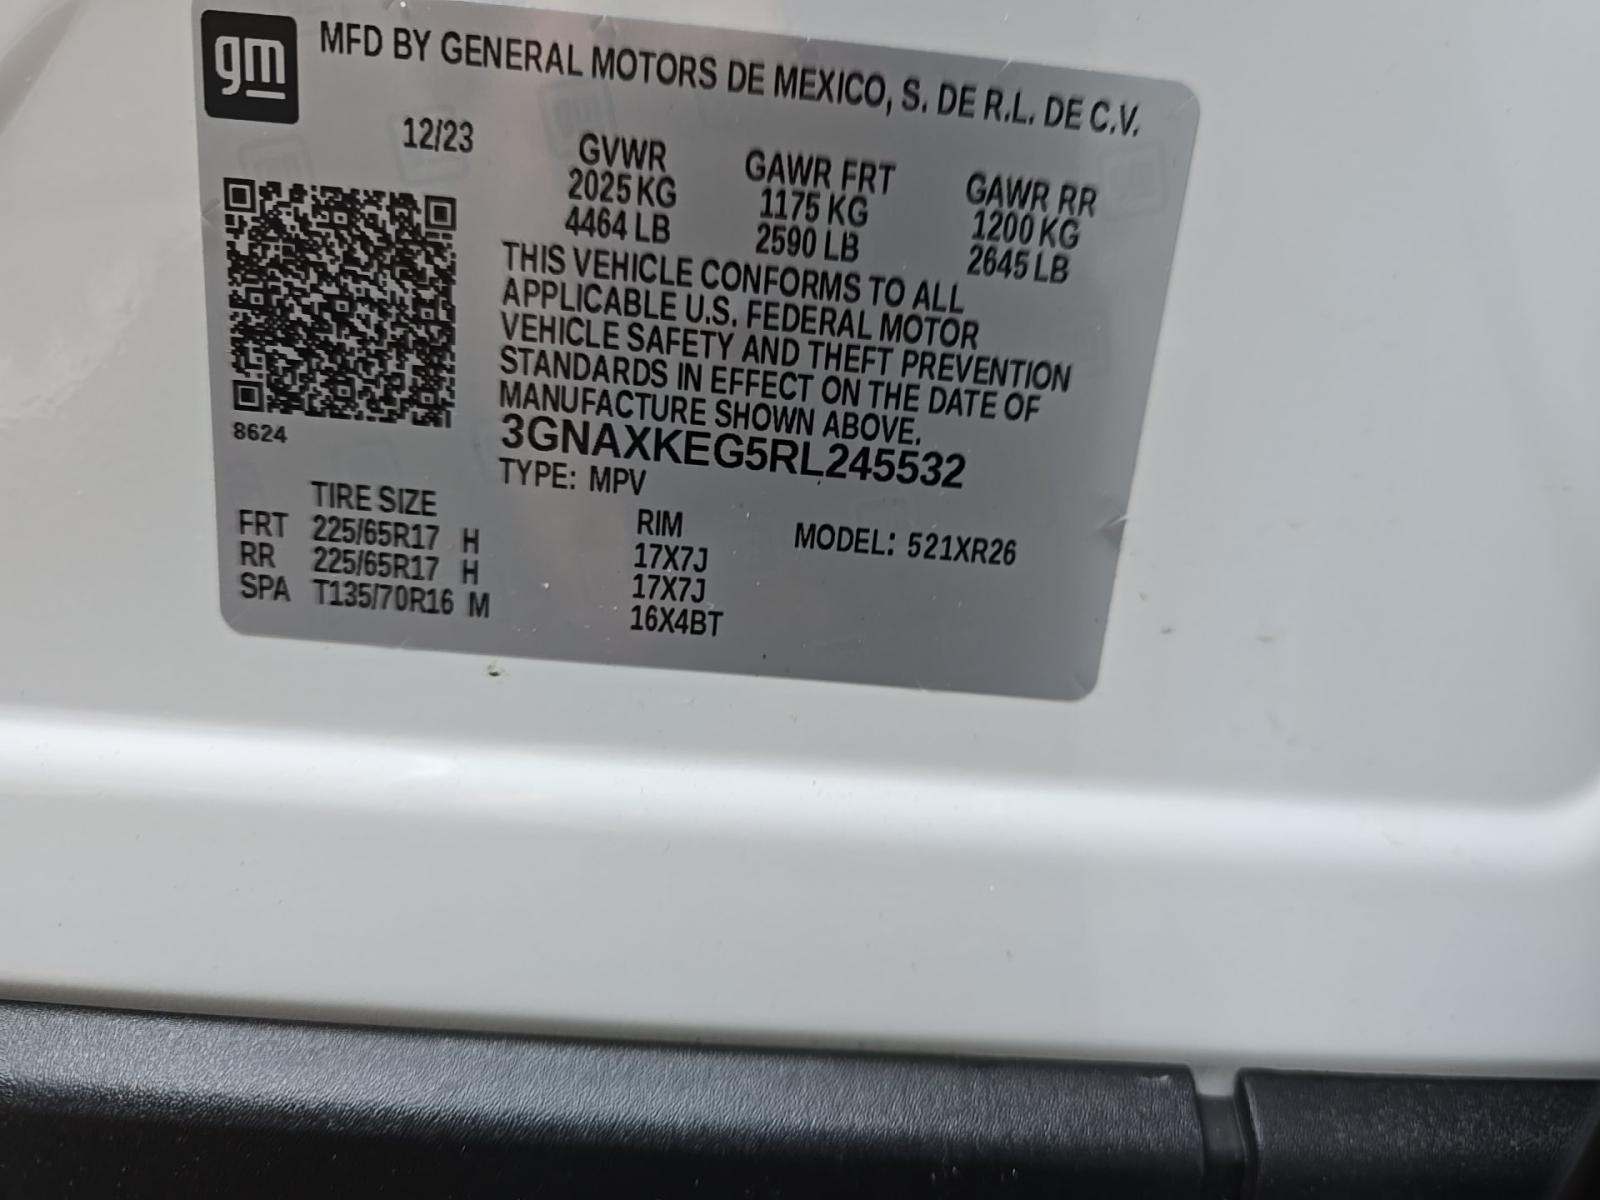 gm
MFD BY GENERAL MOTORS DE MEXICO, S. DE R.L. DE C.V.
12/23
GVWR GAWR FRT GAWR RR
2025 KG 1175 KG 1200 KG
4464 LB 2590 LB 2645 LB
THIS VEHICLE CONFORMS TO ALL
APPLICABLE U.S. FEDERAL MOTOR
VEHICLE SAFETY AND THEFT PREVENTION
STANDARDS IN EFFECT ON THE DATE OF
MANUFACTURE SHOWN ABOVE.
8624
3GNAXKEG5RL245532
TYPE: MPV
TIRE SIZE RIM MODEL: 521XR26
FRT 225/65R17 H 17X7J
RR 225/65R17 H 17X7J
SPA T135/70R16 M 16X4BT